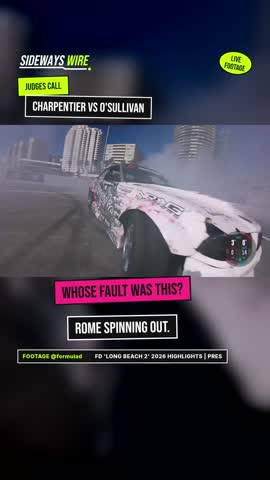 SIDEWAYS WIRE.
LIVE
FOOTAGE
JUDGES CALL
CHARPENTIER VS O'SULLIVAN
WHOSE FAULT WAS THIS?
ROME SPINNING OUT.
FOOTAGE @formulad FD 'LONG BEACH 2' 2026 HIGHLIGHTS | PRES